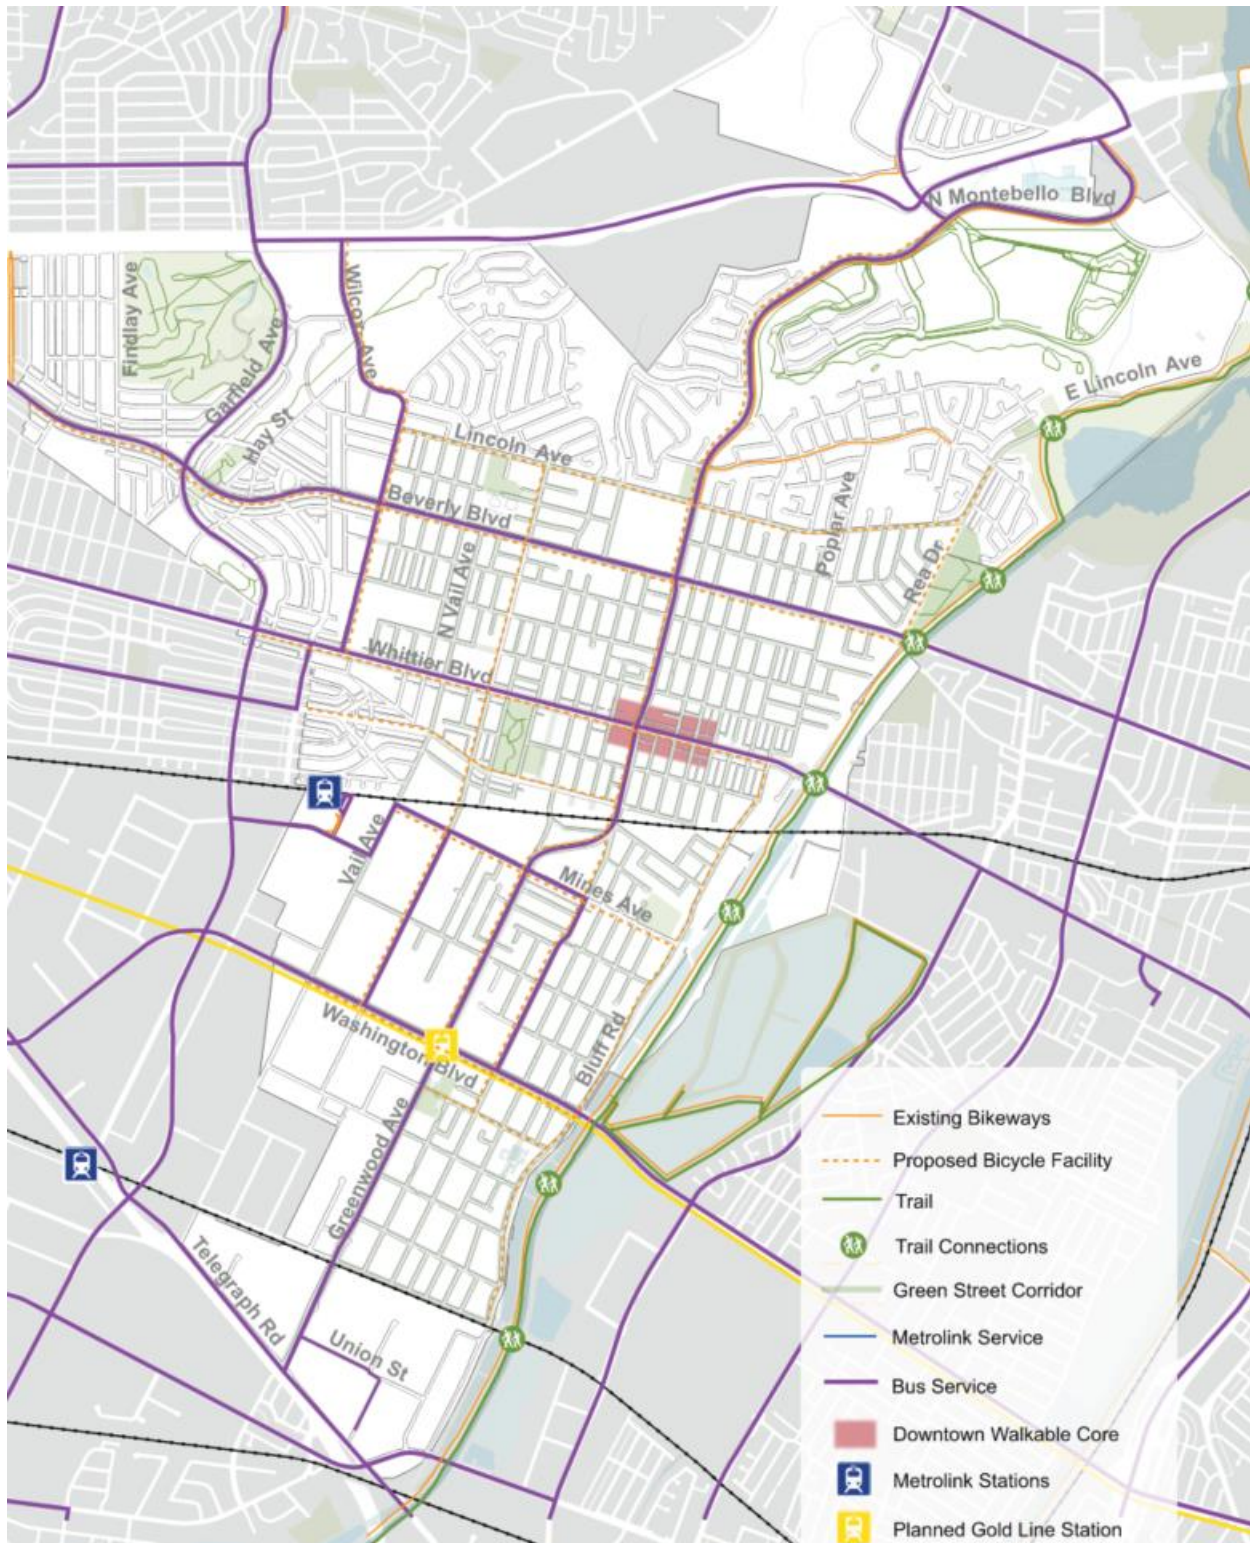 N Montebello Blvd
Findlay Ave
Wilcox Ave
Garfield Ave
E Lincoln Ave
Hay St
Lincoln Ave
Beverly Blvd
Poplar Ave
N Vail Ave
Rea Dr
Whittier Blvd
Vail Ave
Mines Ave
Washington Blvd
Bluff Rd
Greenwood Ave
Telegraph Rd
Union St
Existing Bikeways
Proposed Bicycle Facility
Trail
Trail Connections
Green Street Corridor
Metrolink Service
Bus Service
Downtown Walkable Core
Metrolink Stations
Planned Gold Line Station